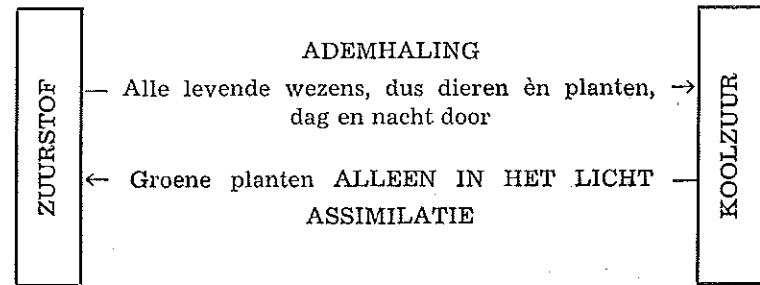 ZUURSTOF
ADEMHALING
— Alle levende wezens, dus dieren èn planten, →
dag en nacht door
← Groene planten ALLEEN IN HET LICHT —
ASSIMILATIE
KOOLZUUR